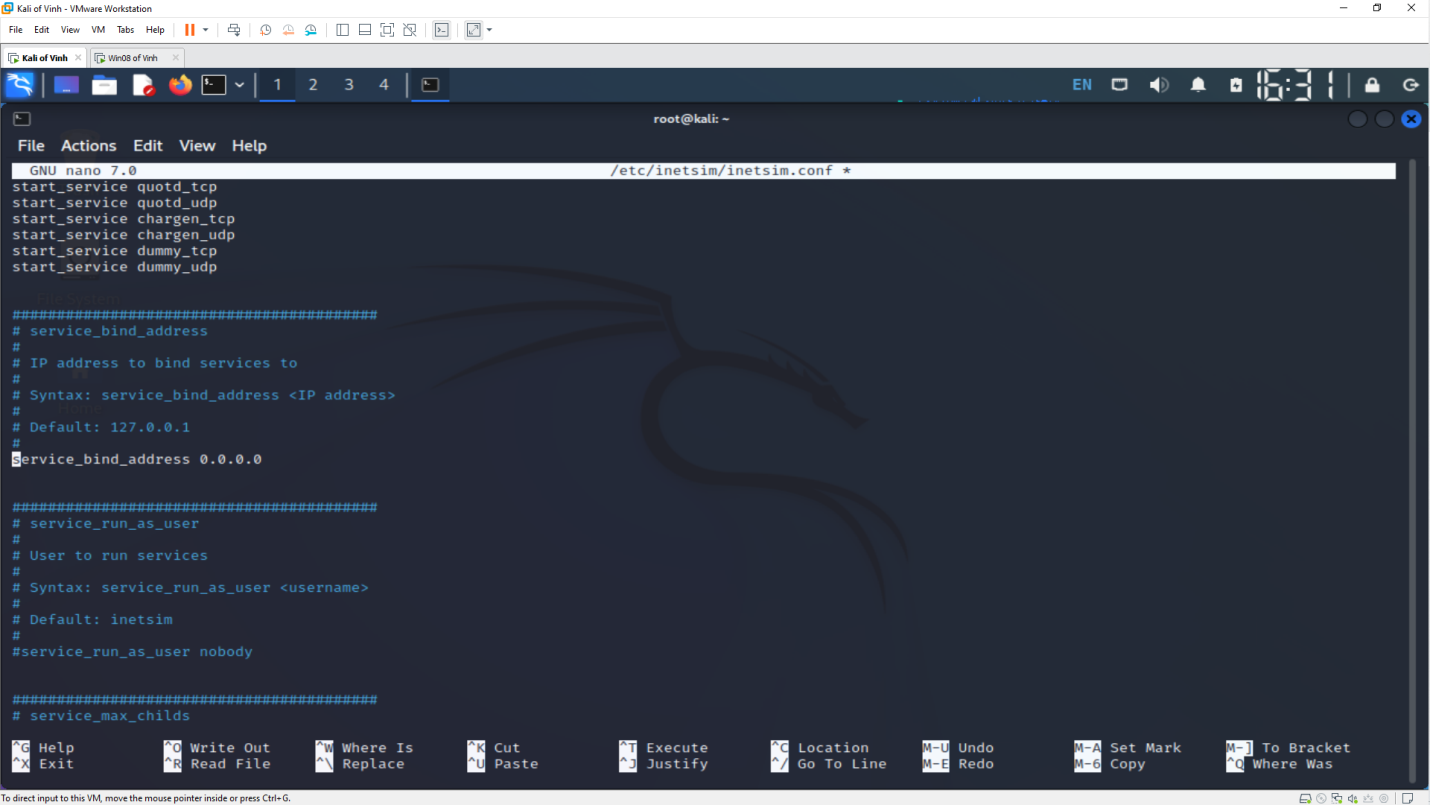 Kali of Vinh - VMware Workstation
File Edit View VM Tabs Help
Kali of Vinh Win08 of Vinh
1 2 3 4 EN 16:31
root@kali: ~
File Actions Edit View Help
GNU nano 7.0 /etc/inetsim/inetsim.conf *
start_service quotd_tcp
start_service quotd_udp
start_service chargen_tcp
start_service chargen_udp
start_service dummy_tcp
start_service dummy_udp
File System
#########################################
# service_bind_address
#
# IP address to bind services to
#
# Syntax: service_bind_address <IP address>
#
Home
# Default: 127.0.0.1
#
service_bind_address 0.0.0.0
#########################################
# service_run_as_user
#
# User to run services
#
# Syntax: service_run_as_user <username>
#
# Default: inetsim
#
#service_run_as_user nobody
#########################################
# service_max_childs
^G Help ^O Write Out ^W Where Is ^K Cut ^T Execute ^C Location M-U Undo M-A Set Mark M-] To Bracket
^X Exit ^R Read File ^\ Replace ^U Paste ^J Justify ^/ Go To Line M-E Redo M-6 Copy ^Q Where Was
To direct input to this VM, move the mouse pointer inside or press Ctrl+G.